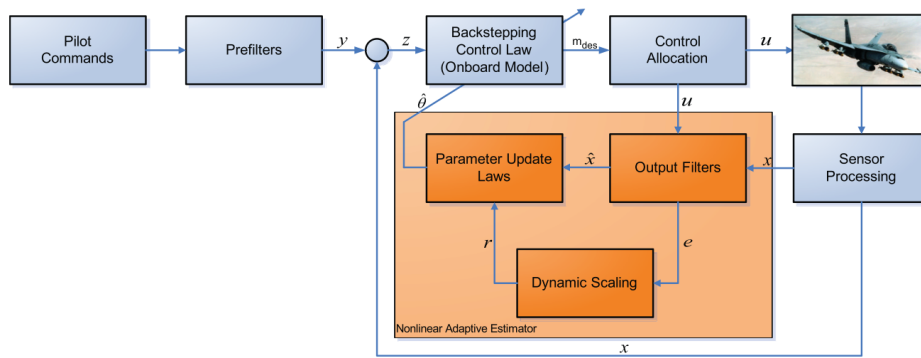 Pilot
Commands
Prefilters
y
z
Backstepping
Control Law
(Onboard Model)
m_des
Control
Allocation
u
θ̂
u
Parameter Update
Laws
x̂
Output Filters
x
Sensor
Processing
r
e
Dynamic Scaling
Nonlinear Adaptive Estimator
x